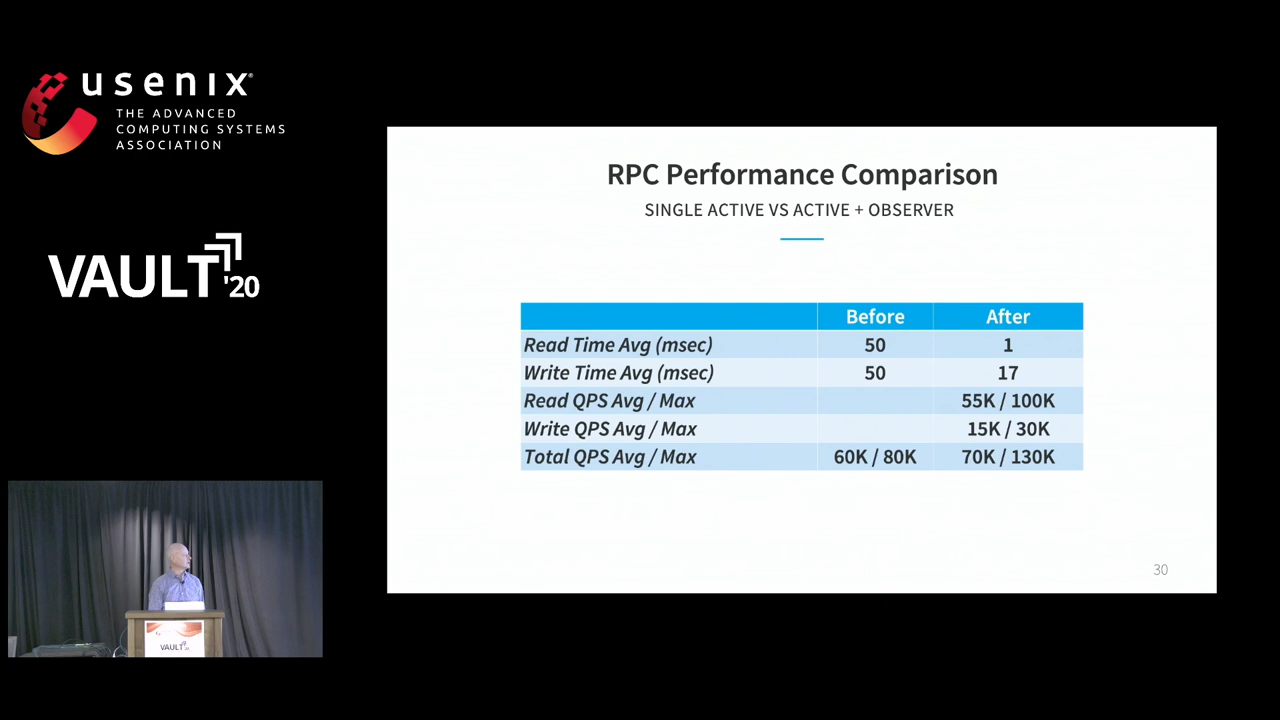 usenix®
THE ADVANCED
COMPUTING SYSTEMS
ASSOCIATION
VAULT '20
RPC Performance Comparison
SINGLE ACTIVE VS ACTIVE + OBSERVER
Before After
Read Time Avg (msec) 50 1
Write Time Avg (msec) 50 17
Read QPS Avg / Max 55K / 100K
Write QPS Avg / Max 15K / 30K
Total QPS Avg / Max 60K / 80K 70K / 130K
30
VAULT '20